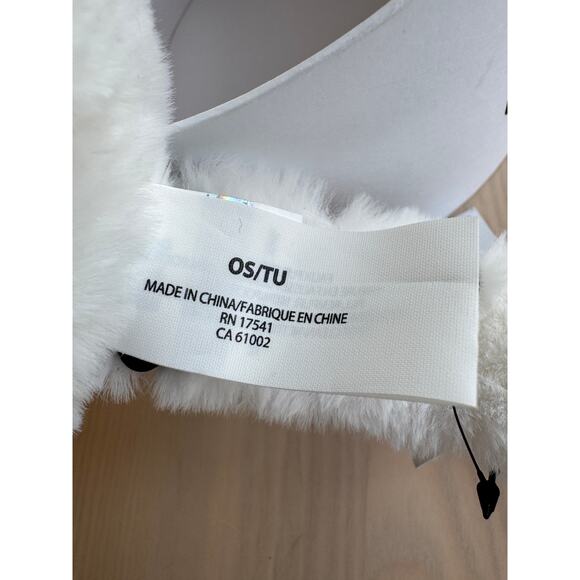 OS/TU
MADE IN CHINA/FABRIQUE EN CHINE
RN 17541
CA 61002